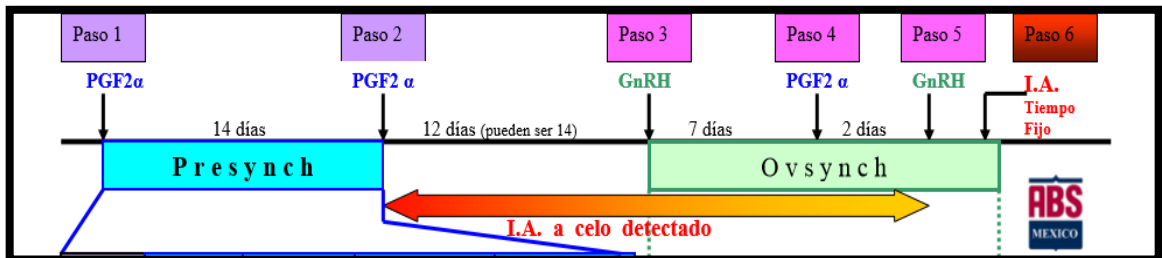 Paso 1 Paso 2 Paso 3 Paso 4 Paso 5 Paso 6
PGF2α PGF2 α GnRH PGF2 α GnRH I.A.
Tiempo
Fijo
14 días 12 días (pueden ser 14) 7 días 2 días
Presynch Ovsynch
I.A. a celo detectado
ABS
MEXICO